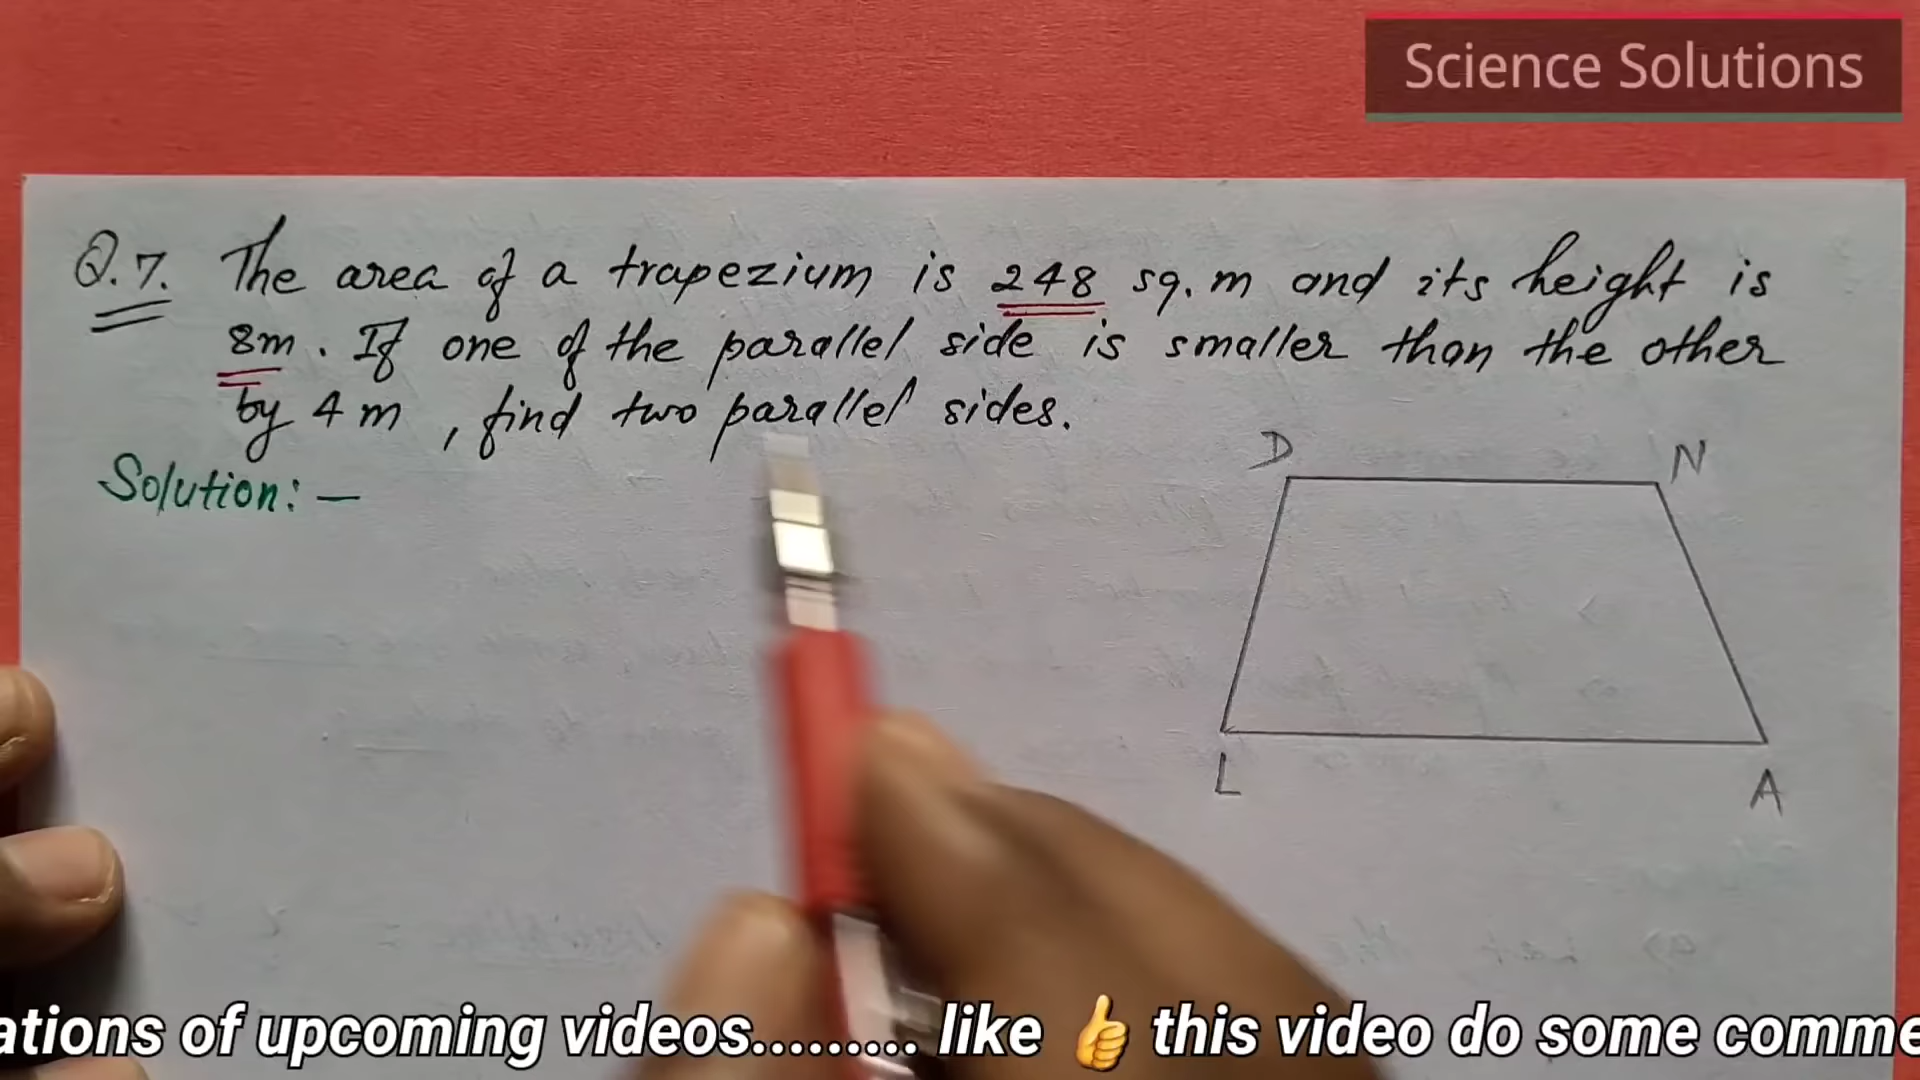 Science Solutions
Q.7. The area of a trapezium is 248 sq. m and its height is
8m. If one of the parallel side is smaller than the other
by 4 m, find two parallel sides.
Solution:-
D
N
L
A
ations of upcoming videos......... like 👍 this video do some comme